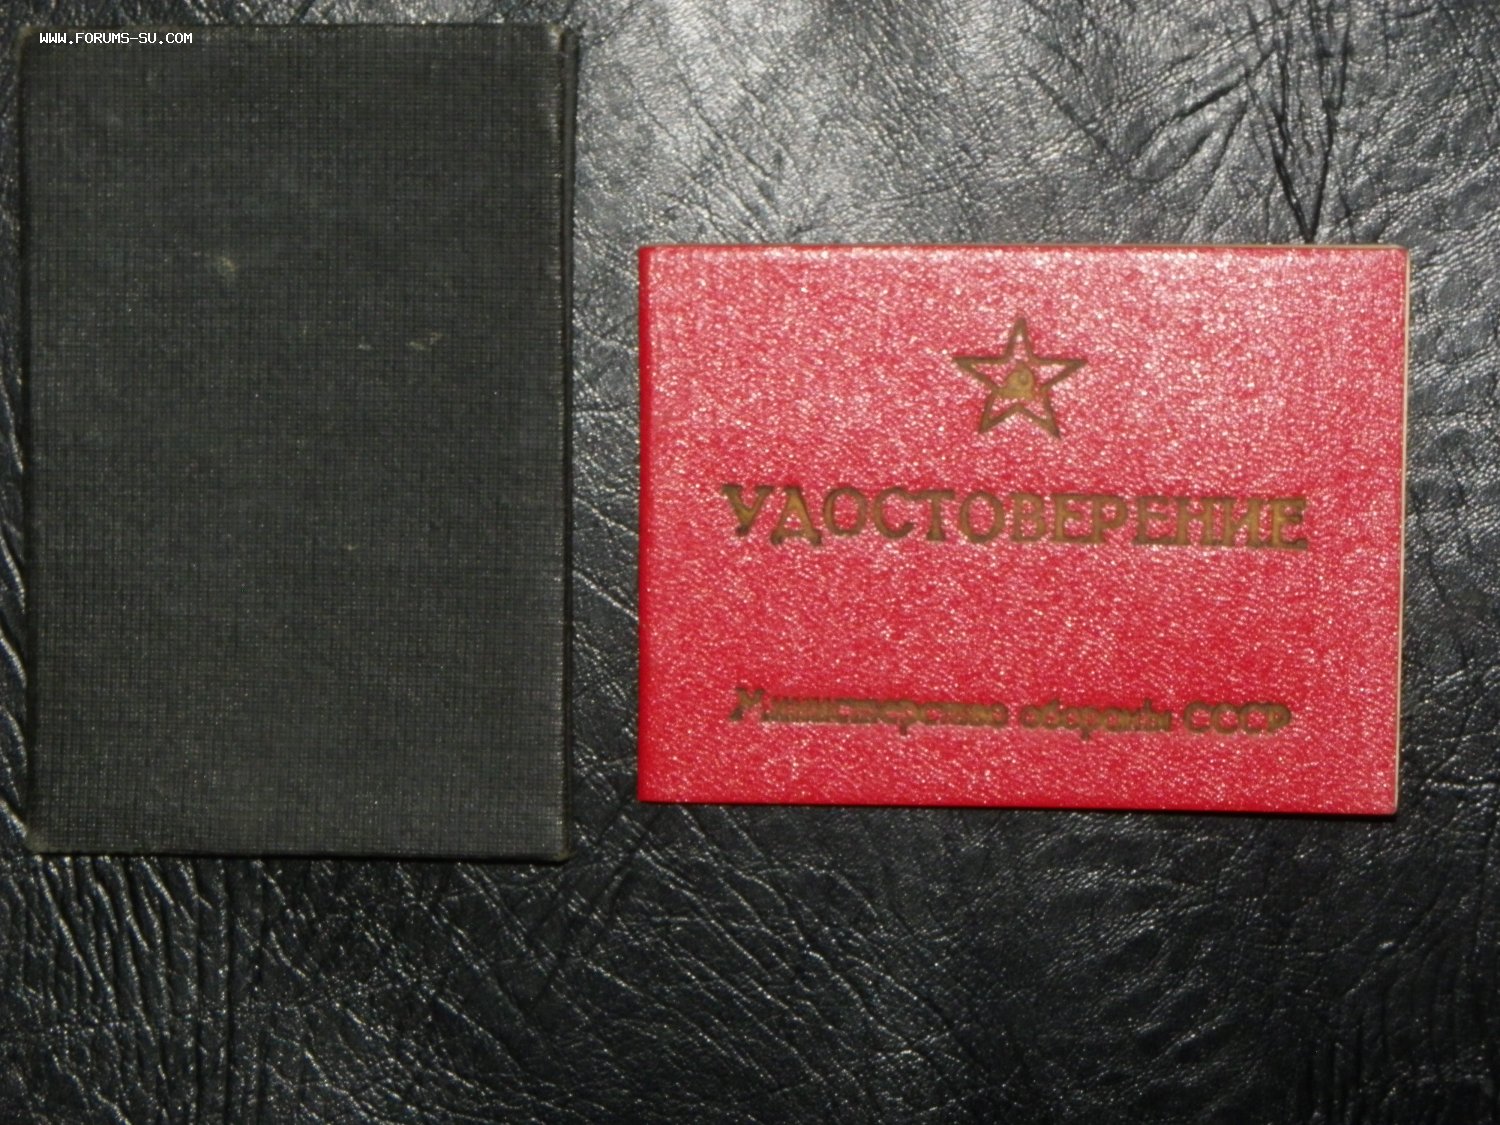 WWW.FORUMS-SU.COM
УДОСТОВЕРЕНИЕ
Министерство обороны СССР